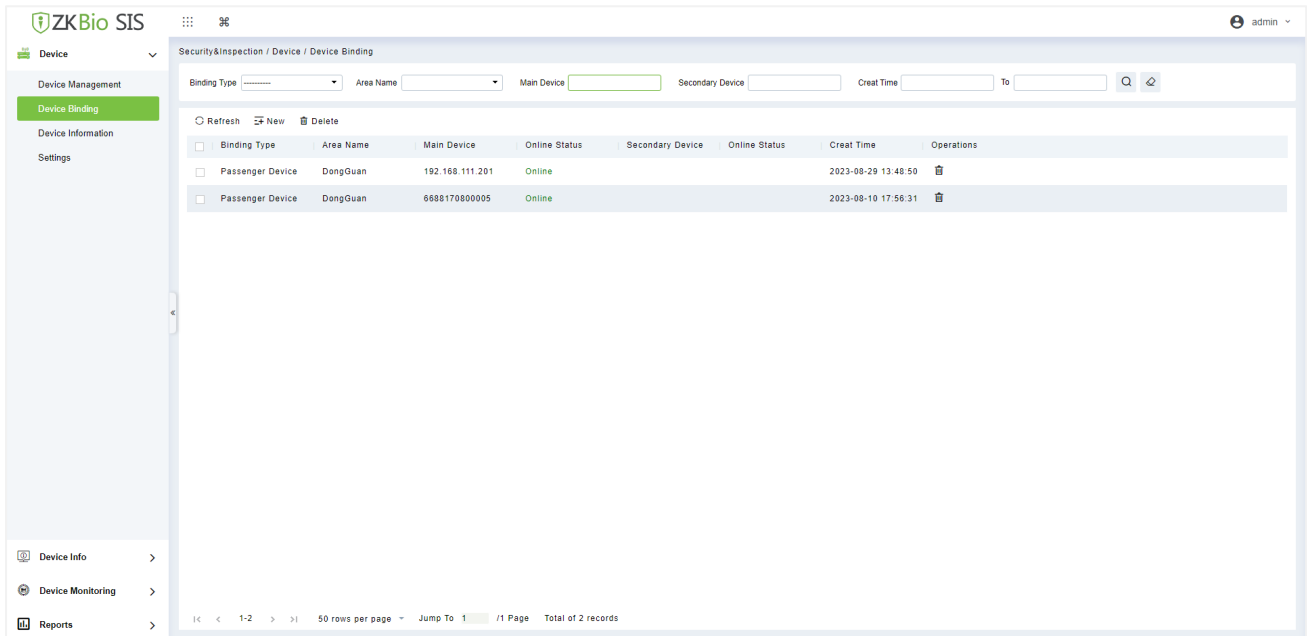 ZKBio SIS
admin
Device
Device Management
Device Binding
Device Information
Settings
Device Info
Device Monitoring
Reports
Security&Inspection / Device / Device Binding
Binding Type ---------- Area Name Main Device Secondary Device Creat Time To
Refresh New Delete
Binding Type Area Name Main Device Online Status Secondary Device Online Status Creat Time Operations
Passenger Device DongGuan 192.168.111.201 Online 2023-08-29 13:48:50
Passenger Device DongGuan 6688170800005 Online 2023-08-10 17:56:31
1-2 50 rows per page Jump To 1 /1 Page Total of 2 records